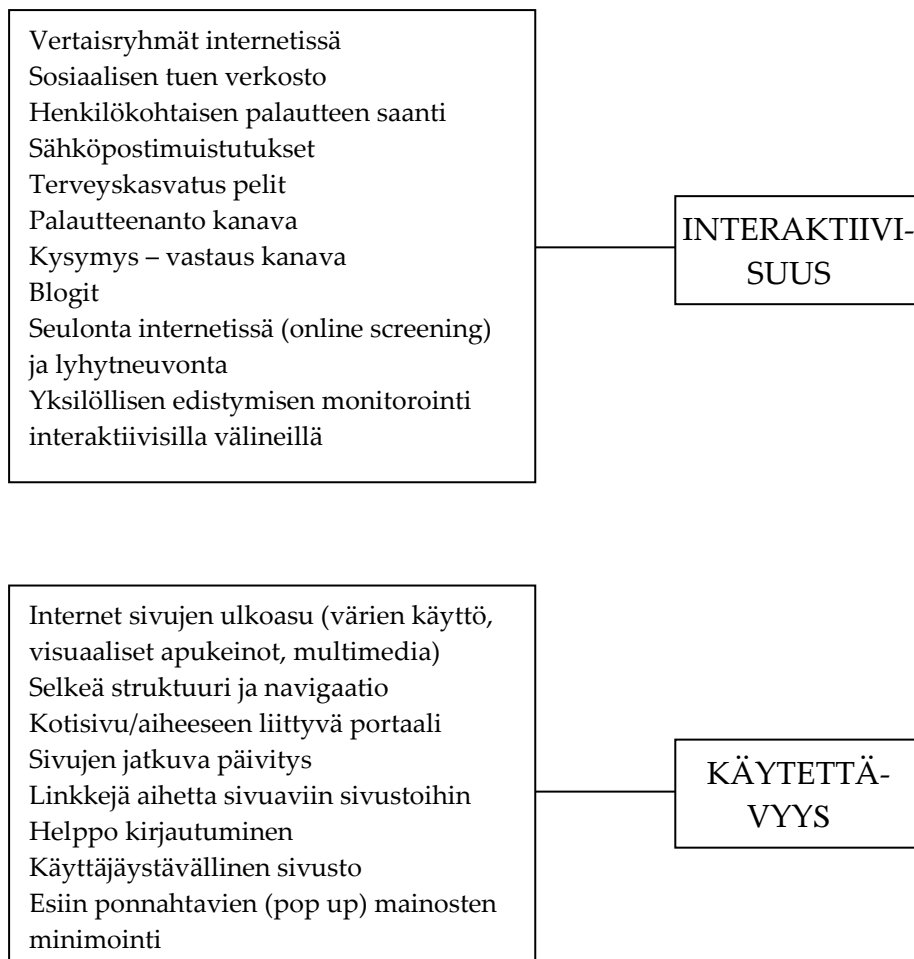 Vertaisryhmät internetissä
Sosiaalisen tuen verkosto
Henkilökohtaisen palautteen saanti
Sähköpostimuistutukset
Terveyskasvatus pelit
Palautteenanto kanava
Kysymys – vastaus kanava
Blogit
Seulonta internetissä (online screening)
ja lyhytneuvonta
Yksilöllisen edistymisen monitorointi
interaktiivisilla välineillä
INTERAKTIIVI-
SUUS
Internet sivujen ulkoasu (värien käyttö,
visuaaliset apukeinot, multimedia)
Selkeä struktuuri ja navigaatio
Kotisivu/aiheeseen liittyvä portaali
Sivujen jatkuva päivitys
Linkkejä aihetta sivuaviin sivustoihin
Helppo kirjautuminen
Käyttäjäystävällinen sivusto
Esiin ponnahtavien (pop up) mainosten
minimointi
KÄYTETTÄ-
VYYS